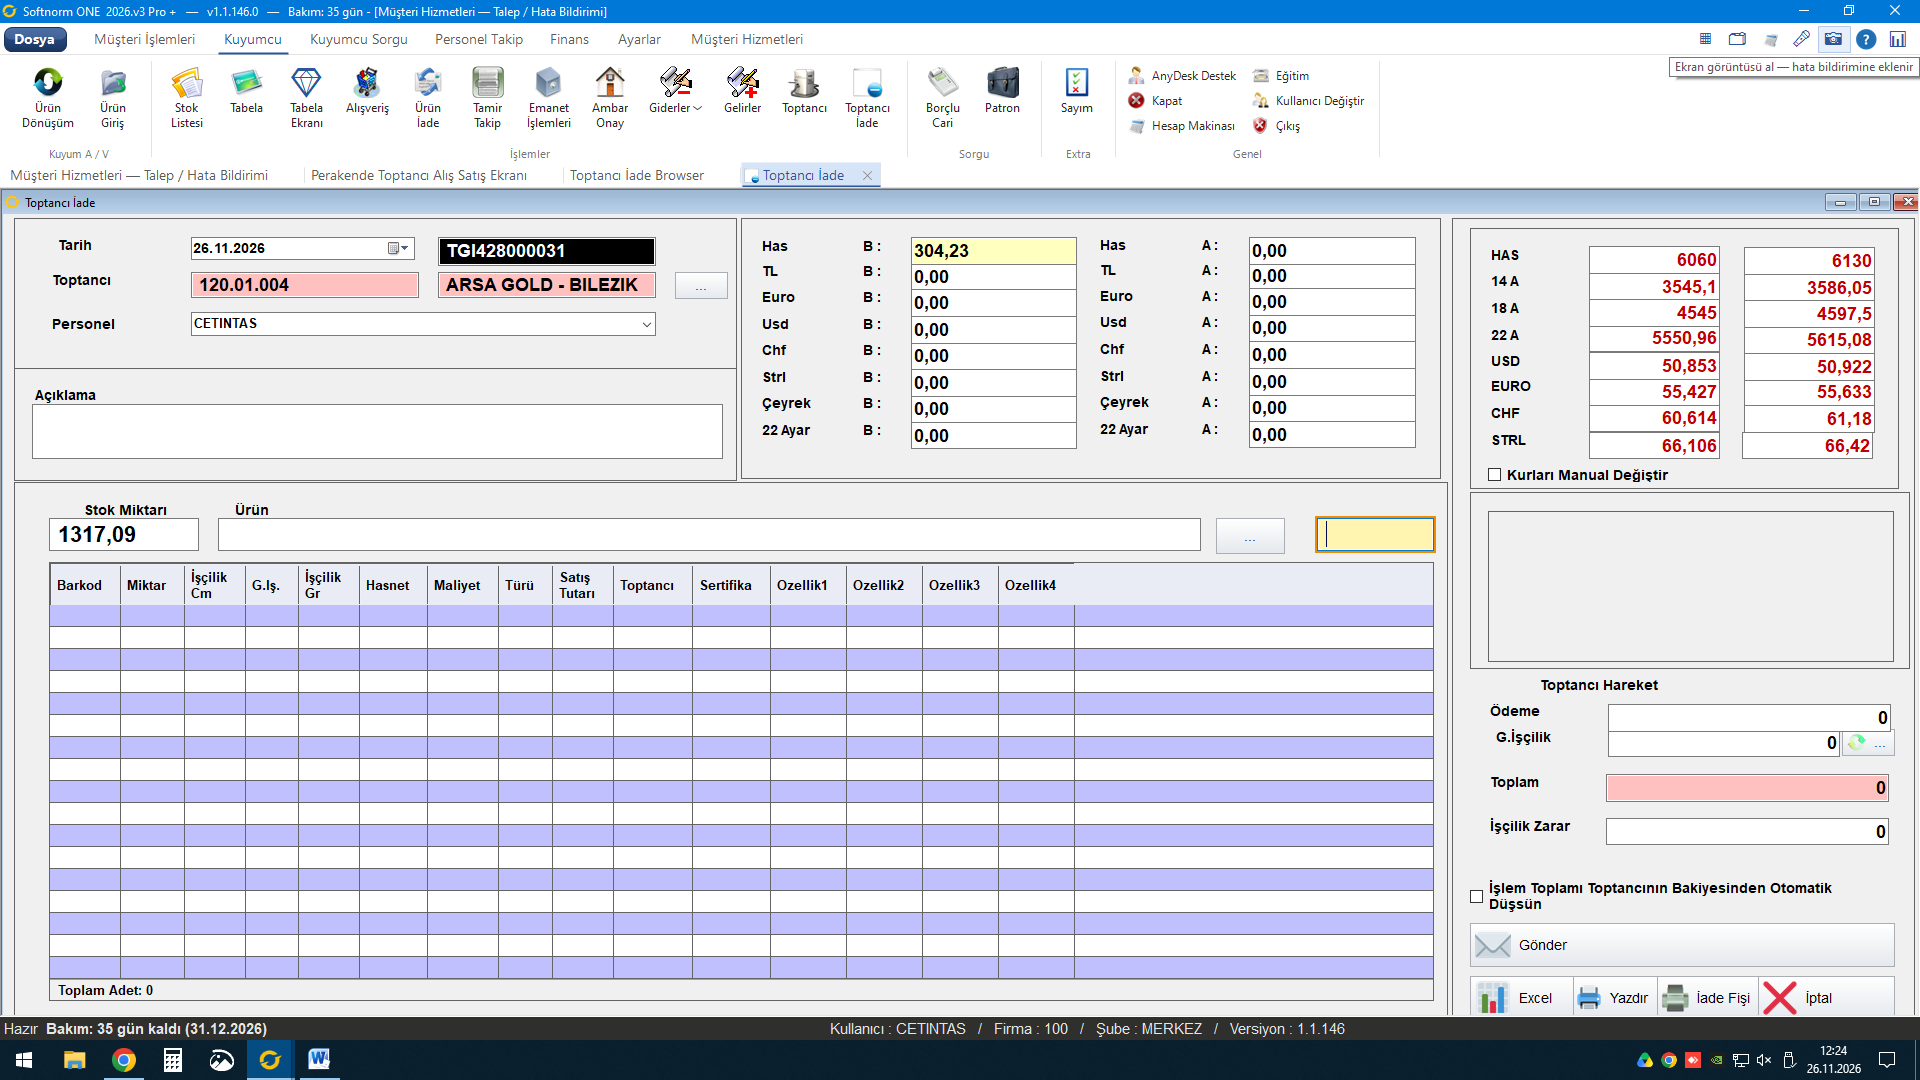 Softnorm ONE 2026.v3 Pro + — v1.1.146.0 — Bakım: 35 gün - [Müşteri Hizmetleri — Talep / Hata Bildirimi]
Dosya Müşteri İşlemleri Kuyumcu Kuyumcu Sorgu Personel Takip Finans Ayarlar Müşteri Hizmetleri
Ekran görüntüsü al — hata bildirimine eklenir
Ürün Dönüşüm
Ürün Giriş
Stok Listesi
Tabela
Tabela Ekranı
Alışveriş
Ürün İade
Tamir Takip
Emanet İşlemleri
Ambar Onay
Giderler
Gelirler
Toptancı
Toptancı İade
Borçlu Cari
Patron
Sayım
AnyDesk Destek Eğitim
Kapat Kullanıcı Değiştir
Hesap Makinası Çıkış
Kuyum A / V İşlemler Sorgu Extra Genel
Müşteri Hizmetleri — Talep / Hata Bildirimi Perakende Toptancı Alış Satış Ekranı Toptancı İade Browser Toptancı İade
Toptancı İade
Tarih 26.11.2026 TGI428000031
Toptancı 120.01.004 ARSA GOLD - BILEZIK ...
Personel CETINTAS
Açıklama
Has B : 304,23 Has A : 0,00
TL B : 0,00 TL A : 0,00
Euro B : 0,00 Euro A : 0,00
Usd B : 0,00 Usd A : 0,00
Chf B : 0,00 Chf A : 0,00
Strl B : 0,00 Strl A : 0,00
Çeyrek B : 0,00 Çeyrek A : 0,00
22 Ayar B : 0,00 22 Ayar A : 0,00
HAS 6060 6130
14 A 3545,1 3586,05
18 A 4545 4597,5
22 A 5550,96 5615,08
USD 50,853 50,922
EURO 55,427 55,633
CHF 60,614 61,18
STRL 66,106 66,42
Kurları Manual Değiştir
Stok Miktarı Ürün
1317,09 ...
Barkod Miktar İşçilik Cm G.Iş. İşçilik Gr Hasnet Maliyet Türü Satış Tutarı Toptancı Sertifika Ozellik1 Ozellik2 Ozellik3 Ozellik4
Toplam Adet: 0
Toptancı Hareket
Ödeme 0
G.İşçilik 0 ...
Toplam 0
İşçilik Zarar 0
İşlem Toplamı Toptancının Bakiyesinden Otomatik
Düşsün
Gönder
Excel Yazdır İade Fişi İptal
Hazır Bakım: 35 gün kaldı (31.12.2026) Kullanıcı : CETINTAS / Firma : 100 / Şube : MERKEZ / Versiyon : 1.1.146
12:24
26.11.2026